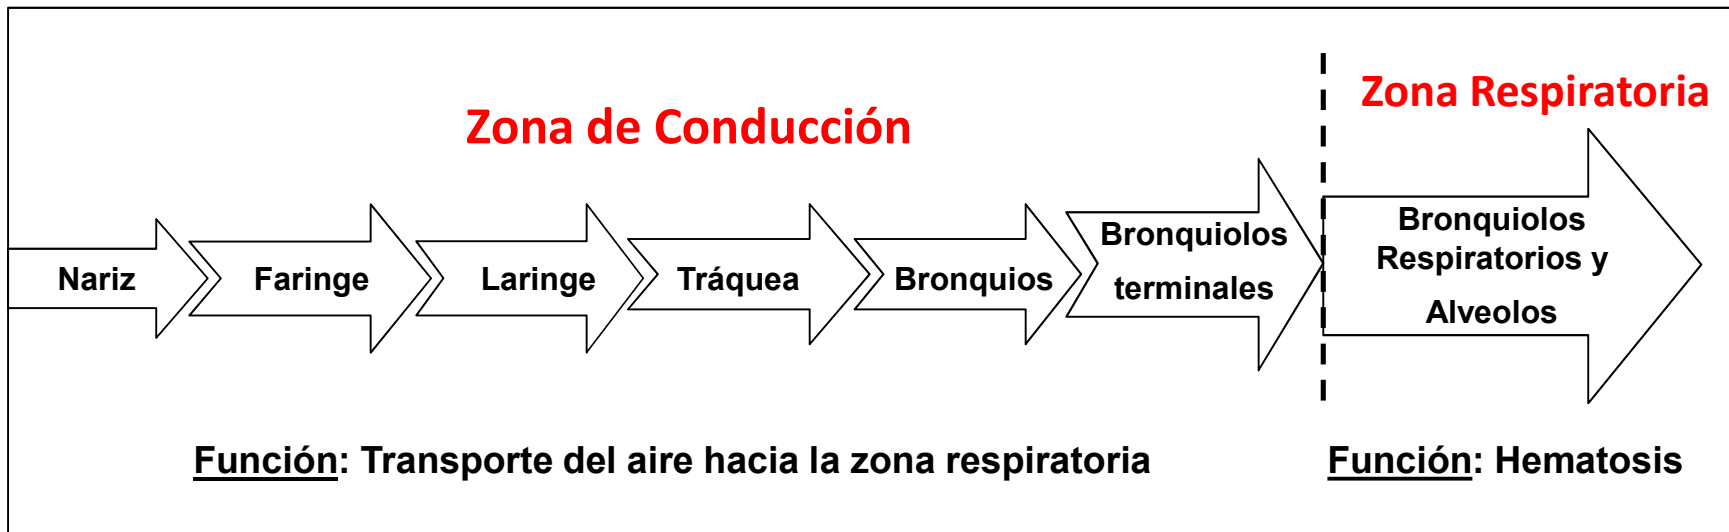 Zona de Conducción
Zona Respiratoria
Nariz
Faringe
Laringe
Tráquea
Bronquios
Bronquiolos
terminales
Bronquiolos
Respiratorios y
Alveolos
Función: Transporte del aire hacia la zona respiratoria
Función: Hematosis